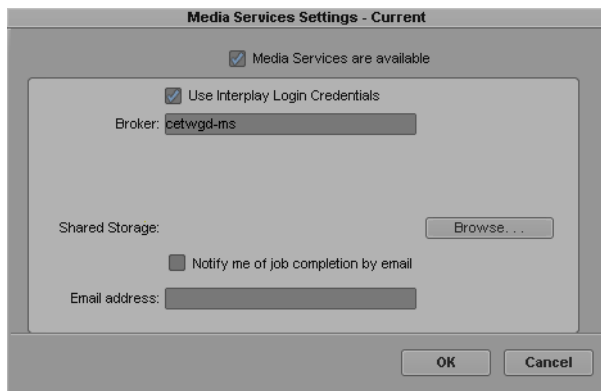 Media Services Settings - Current
Media Services are available
Use Interplay Login Credentials
Broker: cetwgd-ms
Shared Storage: Browse...
Notify me of job completion by email
Email address:
OK Cancel